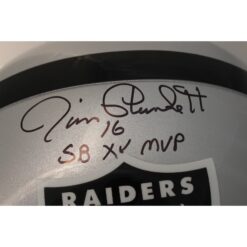 Jim Plunkett
16
SB XV MVP
RAIDERS